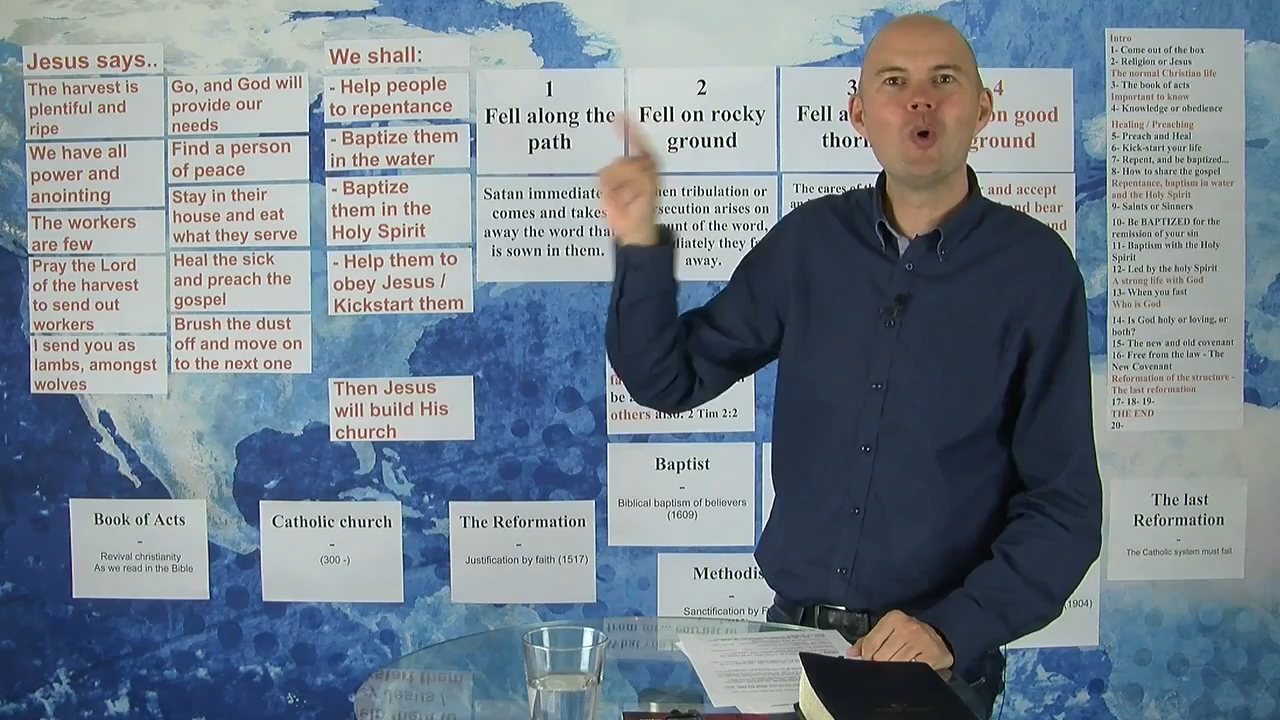 Jesus says..
The harvest is
plentiful and
ripe
We have all
power and
anointing
The workers
are few
Pray the Lord
of the harvest
to send out
workers
I send you as
lambs, amongst
wolves
Go, and God will
provide our
needs
Find a person
of peace
Stay in their
house and eat
what they serve
Heal the sick
and preach the
gospel
Brush the dust
off and move on
to the next one
We shall:
- Help people
to repentance
- Baptize them
in the water
- Baptize
them in the
Holy Spirit
- Help them to
obey Jesus /
Kickstart them
Then Jesus
will build His
church
1
Fell along the
path
Satan immediate
comes and takes
away the word tha
is sown in them.
2
Fell on rocky
ground
tribulation or
arises on
of the word,
they f
away.
3
Fell a
The cares of
4
on good
ground
and accept
and bear
be a
others also. 2 Tim 2:2
Book of Acts
-
Revival christianity
As we read in the Bible
Catholic church
-
(300 -)
The Reformation
-
Justification by faith (1517)
Baptist
-
Biblical baptism of believers
(1609)
Methodis
-
Sanctification by F
(1904)
The last
Reformation
-
The Catholic system must fall
Intro
1- Come out of the box
2- Religion or Jesus
The normal Christian life
3- The book of acts
Important to know
4- Knowledge or obedience
Healing / Preaching
5- Preach and Heal
6- Kick-start your life
7- Repent, and be baptized...
8- How to share the gospel
Repentance, baptism in water
and the Holy Spirit
9- Saints or Sinners
10- Be BAPTIZED for the
remission of your sin
11- Baptism with the Holy
Spirit
12- Led by the holy Spirit
A strong life with God
13- When you fast
Who is God
14- Is God holy or loving, or
both?
15- The new and old covenant
16- Free from the law - The
New Covenant
Reformation of the structure -
The last reformation
17- 18- 19-
THE END
20-